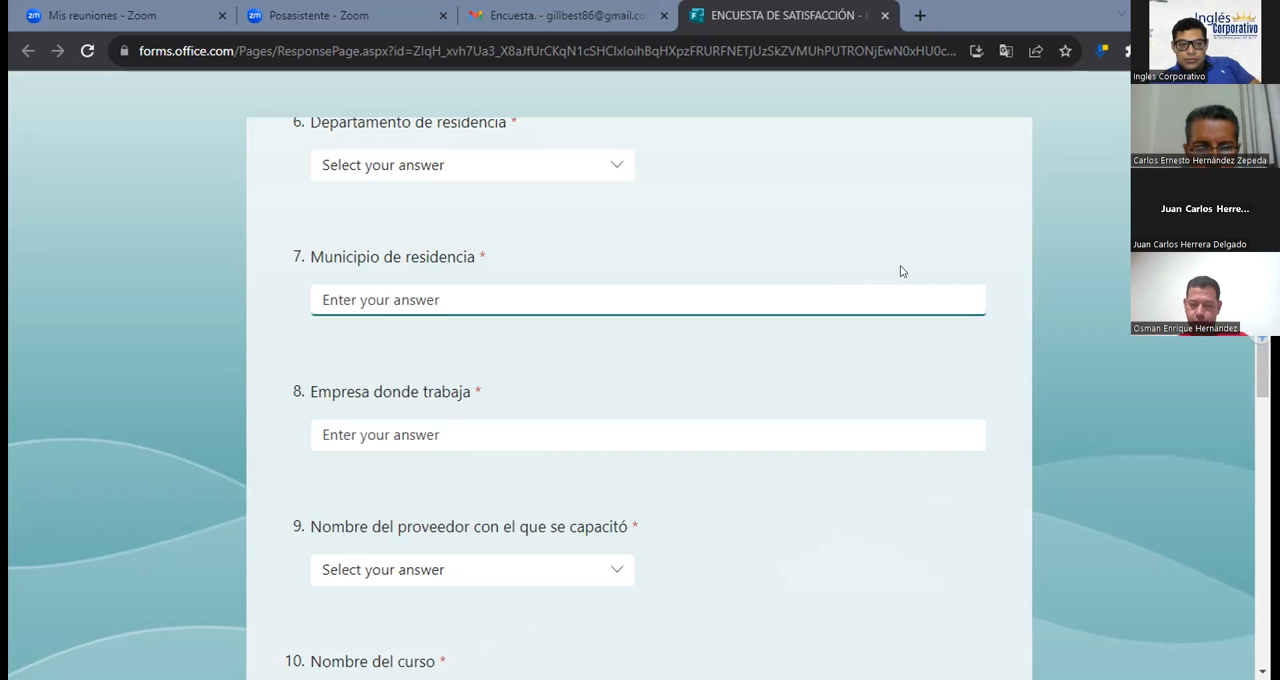 Mis reuniones - Zoom
Posasistente - Zoom
Encuesta. - gillbest86@gmail.co
ENCUESTA DE SATISFACCIÓN -
forms.office.com/Pages/ResponsePage.aspx?id=
Inglés
Corporativo
Ingles Corporativo
Carlos Ernesto Hernández Zepeda
Juan Carlos Herre...
Juan Carlos Herrera Delgado
Osman Enrique Hernández
6. Departamento de residencia *
Select your answer
7. Municipio de residencia *
Enter your answer
8. Empresa donde trabaja *
Enter your answer
9. Nombre del proveedor con el que se capacitó *
Select your answer
10. Nombre del curso *